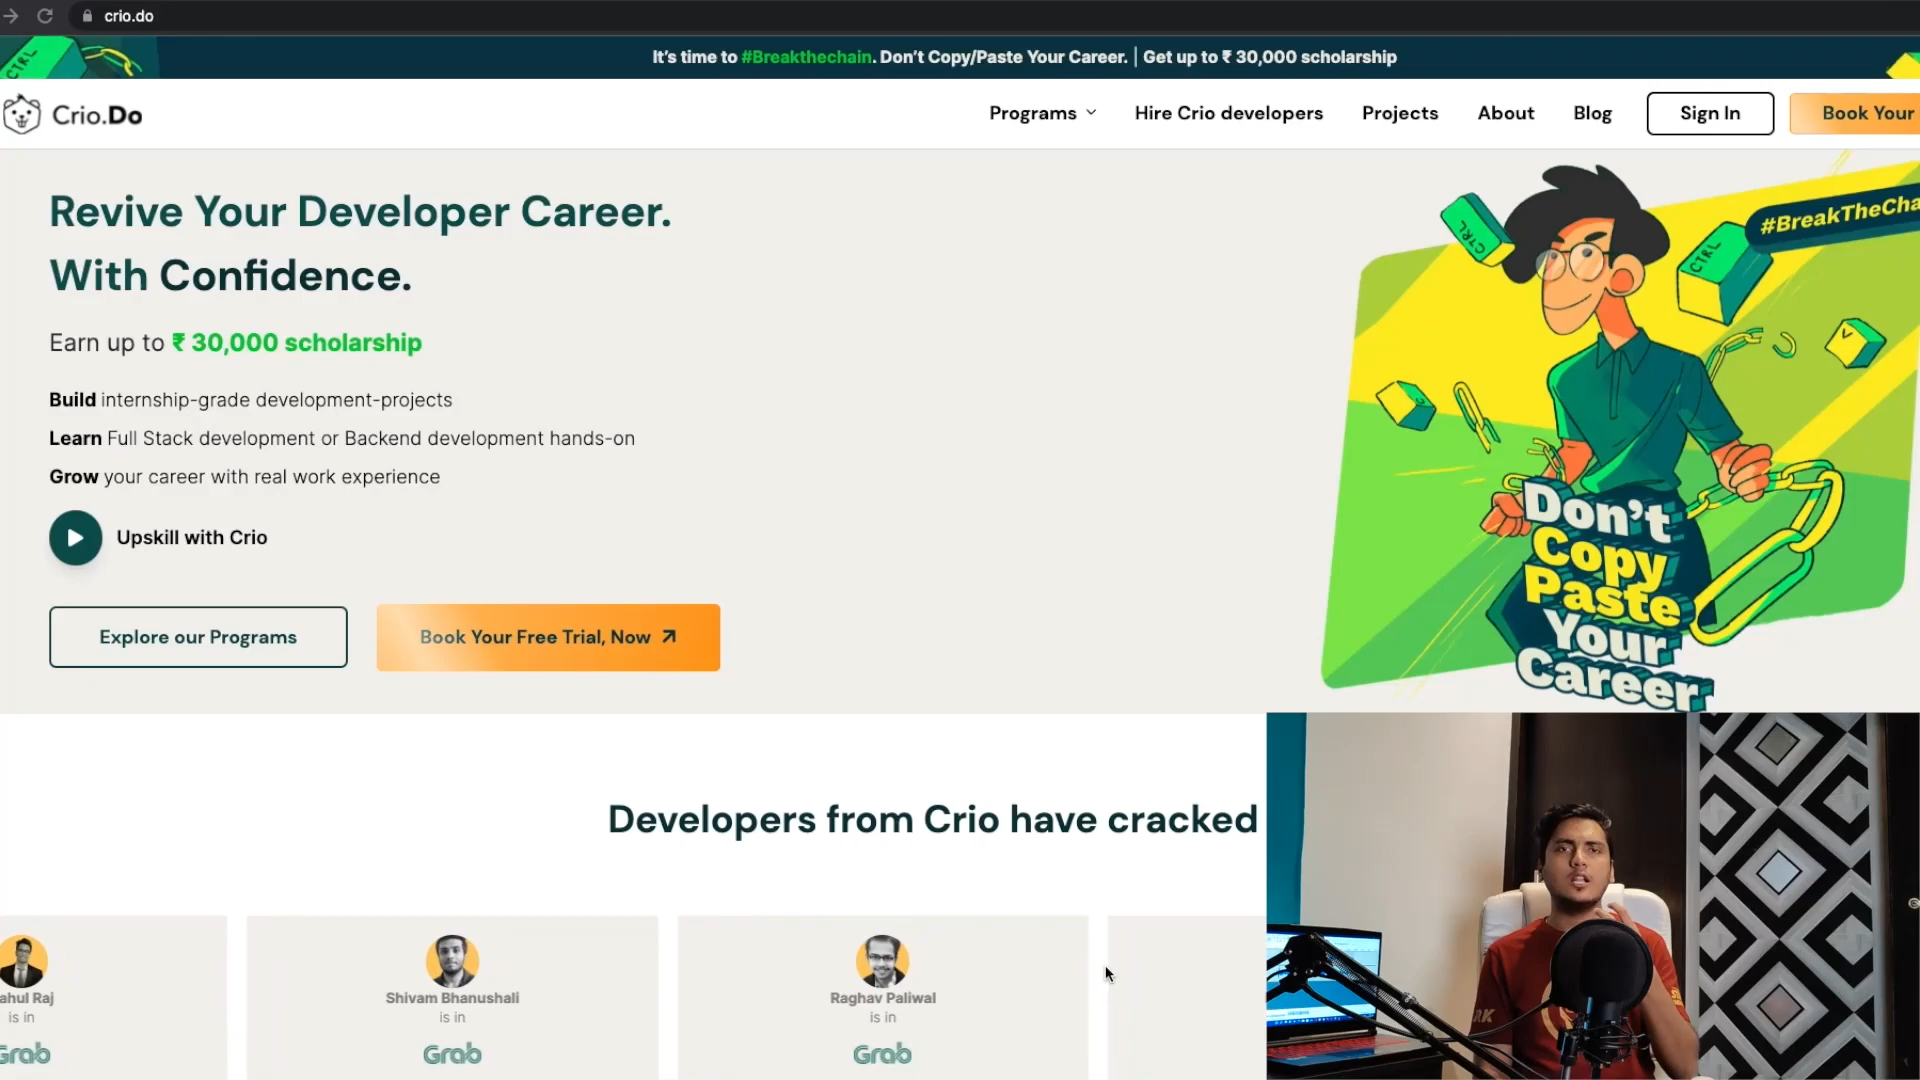 crio.do
CTRL
It's time to #Breakthechain. Don't Copy/Paste Your Career. | Get up to ₹ 30,000 scholarship
Crio.Do
Programs
Hire Crio developers
Projects
About
Blog
Sign In
Book Your
Revive Your Developer Career.
With Confidence.
Earn up to ₹ 30,000 scholarship
Build internship-grade development-projects
Learn Full Stack development or Backend development hands-on
Grow your career with real work experience
Upskill with Crio
Explore our Programs
Book Your Free Trial, Now
CTRL
CTRL
#BreakTheCha
V
C
Don't
Copy
Paste
Your
Career
Developers from Crio have cracked
ahul Raj
is in
Grab
Shivam Bhanushali
is in
Grab
Raghav Paliwal
is in
Grab